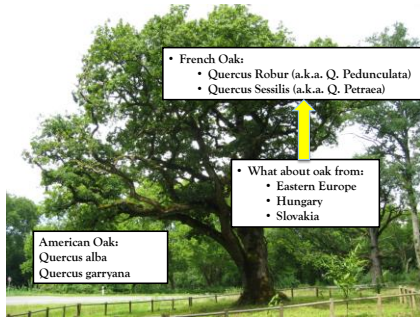 • French Oak:
• Quercus Robur (a.k.a. Q. Pedunculata)
• Quercus Sessilis (a.k.a. Q. Petraea)
• What about oak from:
• Eastern Europe
• Hungary
• Slovakia
American Oak:
Quercus alba
Quercus garryana